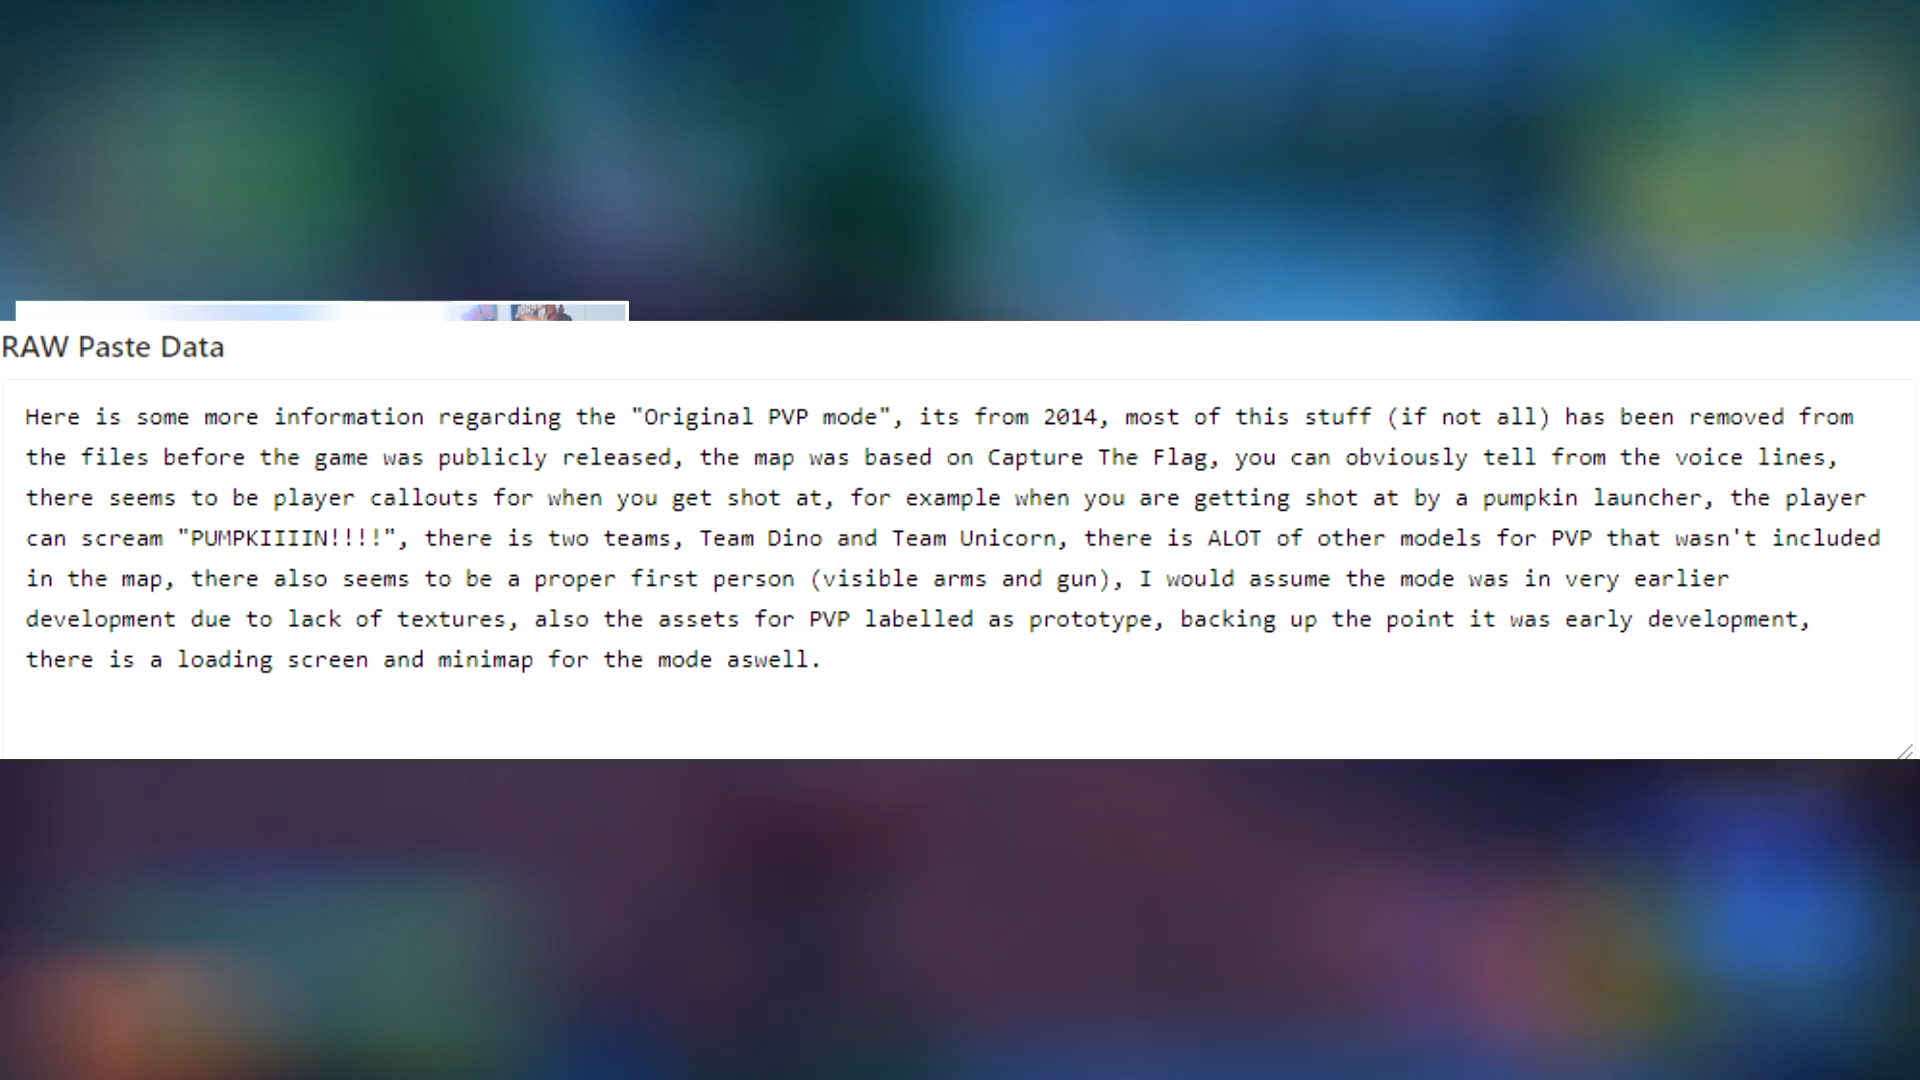 RAW Paste Data
Here is some more information regarding the "Original PVP mode", its from 2014, most of this stuff (if not all) has been removed from
the files before the game was publicly released, the map was based on Capture The Flag, you can obviously tell from the voice lines,
there seems to be player callouts for when you get shot at, for example when you are getting shot at by a pumpkin launcher, the player
can scream "PUMPKIIIIN!!!!", there is two teams, Team Dino and Team Unicorn, there is ALOT of other models for PVP that wasn't included
in the map, there also seems to be a proper first person (visible arms and gun), I would assume the mode was in very earlier
development due to lack of textures, also the assets for PVP labelled as prototype, backing up the point it was early development,
there is a loading screen and minimap for the mode aswell.